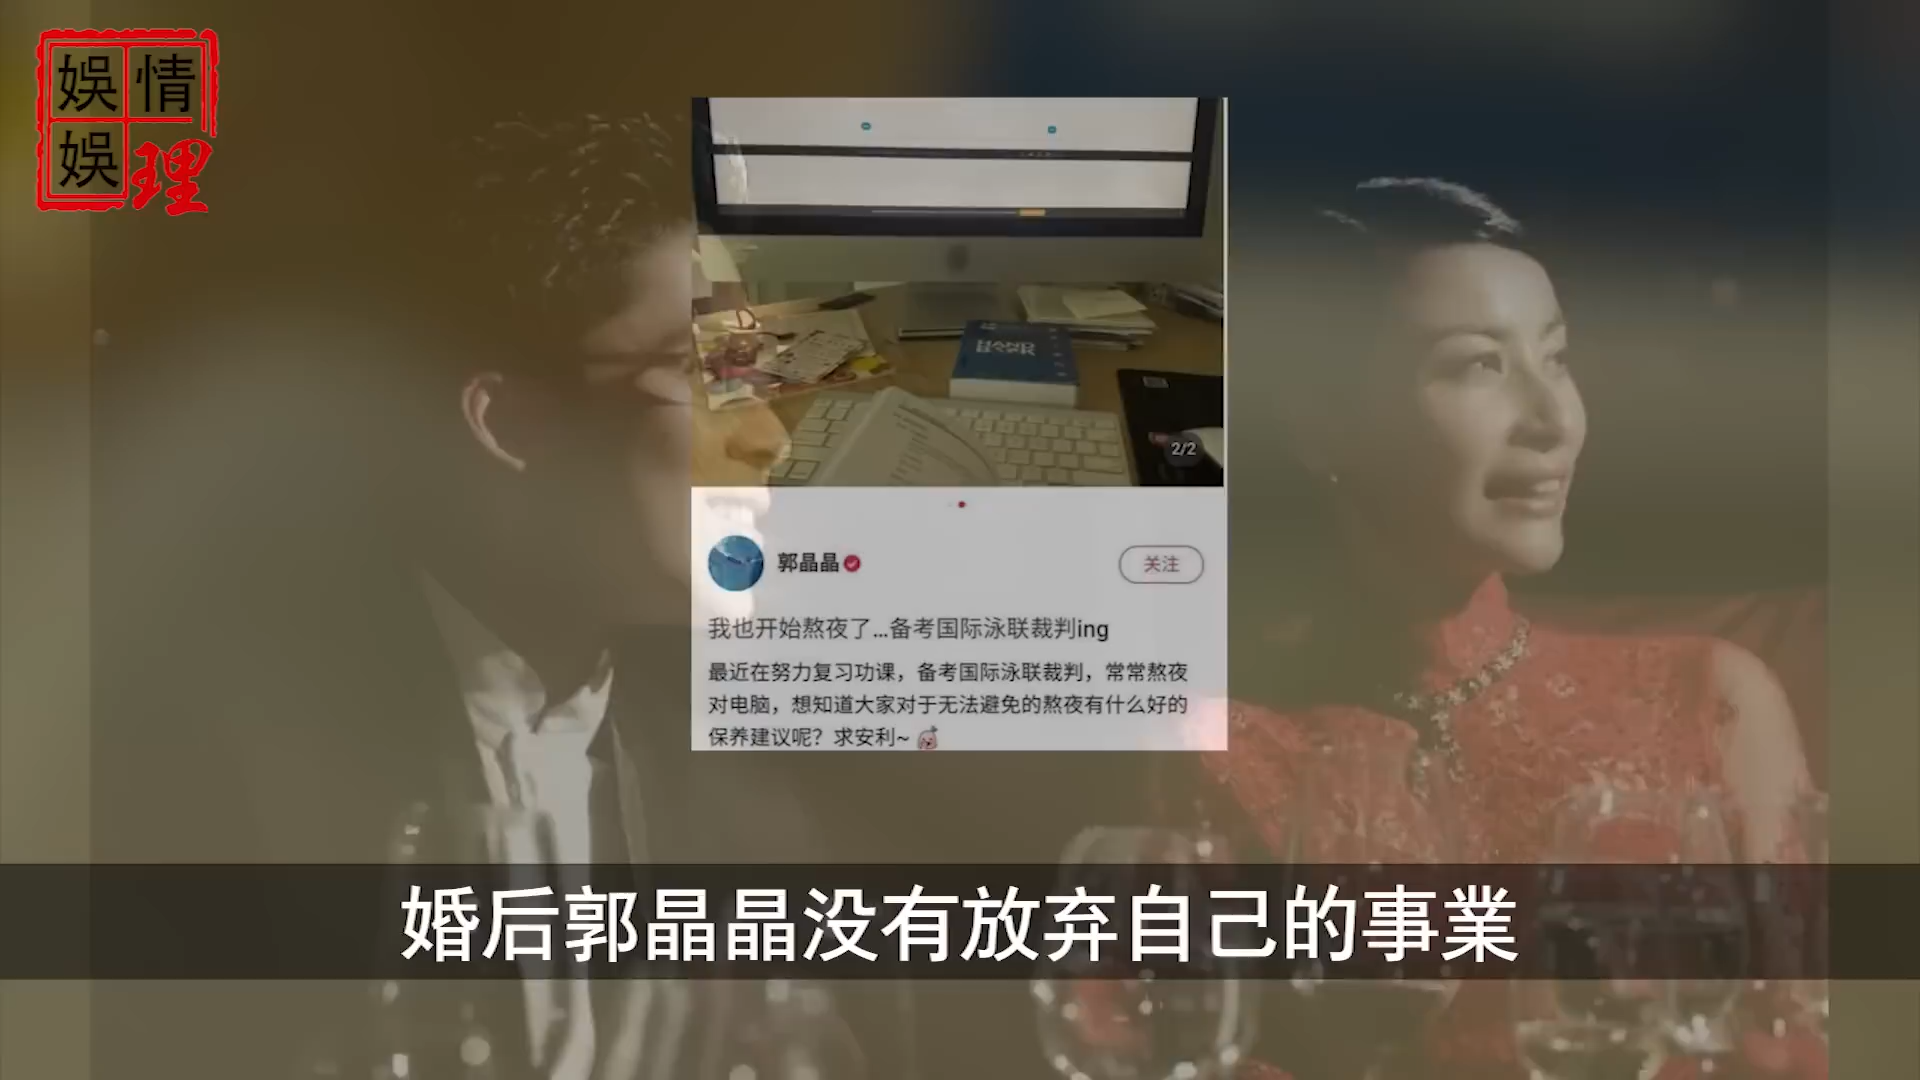 娛情
娛理
HAND
BOOK
2/2
郭晶晶
关注
我也开始熬夜了...备考国际泳联裁判ing
最近在努力复习功课，备考国际泳联裁判，常常熬夜
对电脑，想知道大家对于无法避免的熬夜有什么好的
保养建议呢？求安利~
婚后郭晶晶没有放弃自己的事業